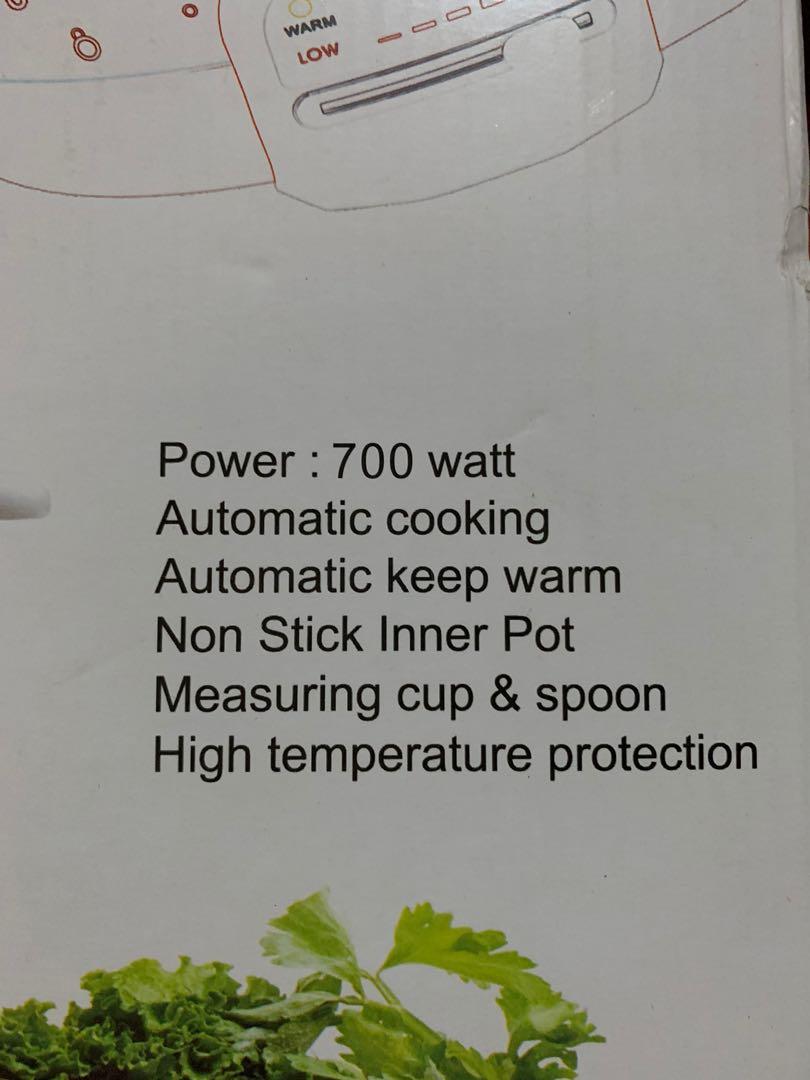 WARM
LOW
Power : 700 watt
Automatic cooking
Automatic keep warm
Non Stick Inner Pot
Measuring cup & spoon
High temperature protection